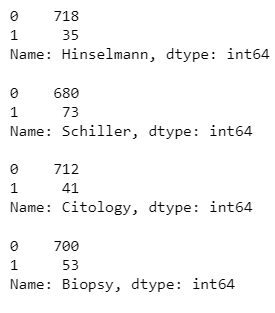 0    718
1     35
Name: Hinselmann, dtype: int64

0    680
1     73
Name: Schiller, dtype: int64

0    712
1     41
Name: Citology, dtype: int64

0    700
1     53
Name: Biopsy, dtype: int64